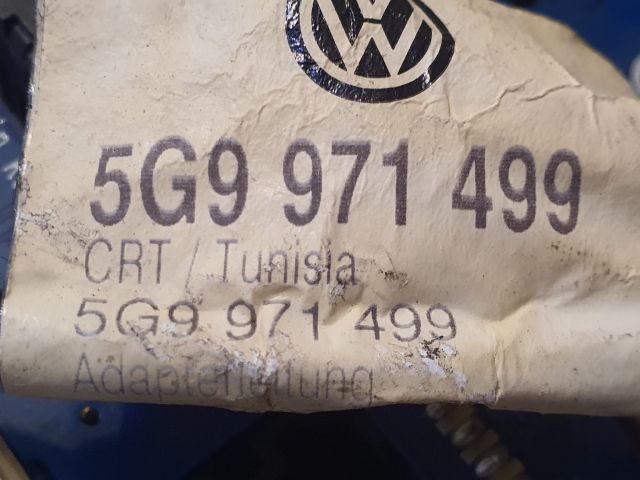 5G9 971 499
CRT / Tunisia
5G9 971 499
Adapterleitung